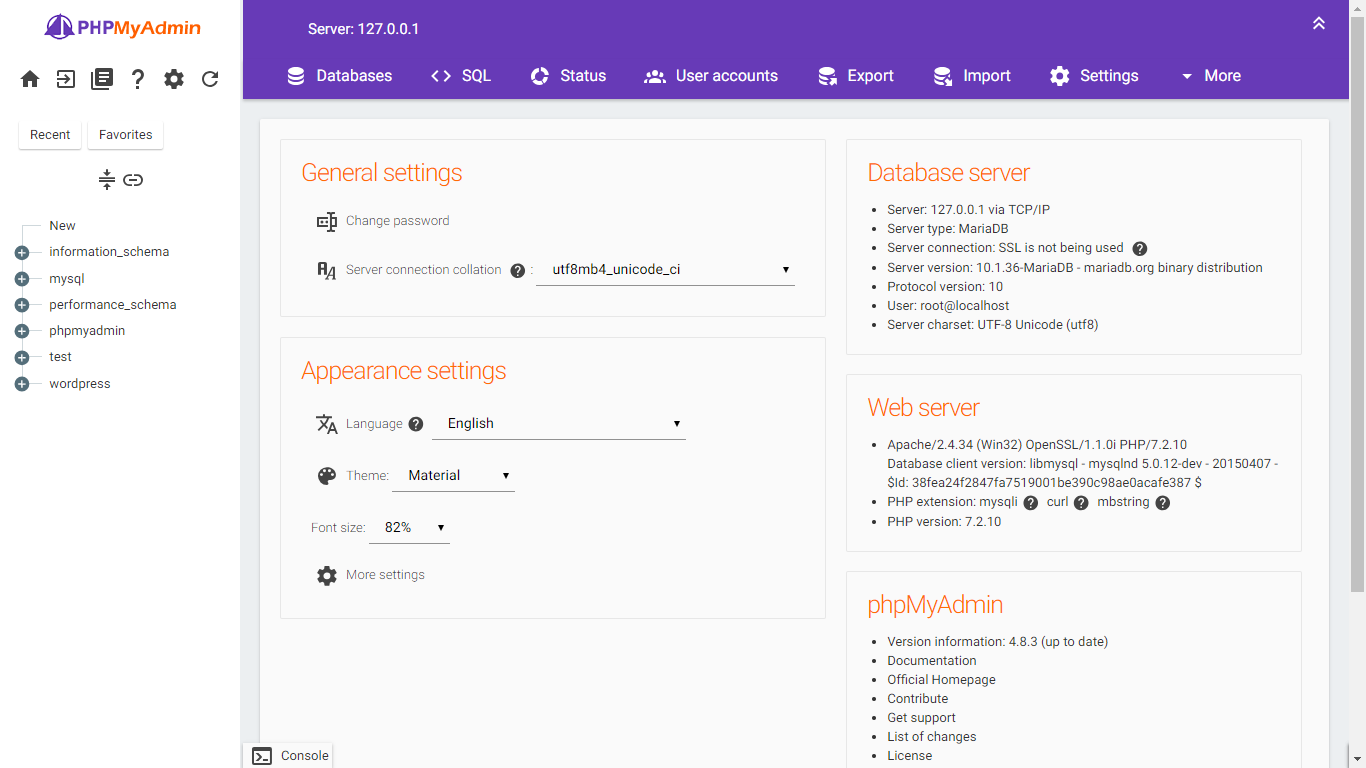 PHPMyAdmin
Recent Favorites
New
information_schema
mysql
performance_schema
phpmyadmin
test
wordpress
Server: 127.0.0.1
Databases SQL Status User accounts Export Import Settings More
General settings
Change password
Server connection collation ? : utf8mb4_unicode_ci
Appearance settings
Language ? English
Theme: Material
Font size: 82%
More settings
Database server
Server: 127.0.0.1 via TCP/IP
Server type: MariaDB
Server connection: SSL is not being used ?
Server version: 10.1.36-MariaDB - mariadb.org binary distribution
Protocol version: 10
User: root@localhost
Server charset: UTF-8 Unicode (utf8)
Web server
Apache/2.4.34 (Win32) OpenSSL/1.1.0i PHP/7.2.10
Database client version: libmysql - mysqlnd 5.0.12-dev - 20150407 -
$Id: 38fea24f2847fa7519001be390c98ae0acafe387 $
PHP extension: mysqli ? curl ? mbstring ?
PHP version: 7.2.10
phpMyAdmin
Version information: 4.8.3 (up to date)
Documentation
Official Homepage
Contribute
Get support
List of changes
License
Console